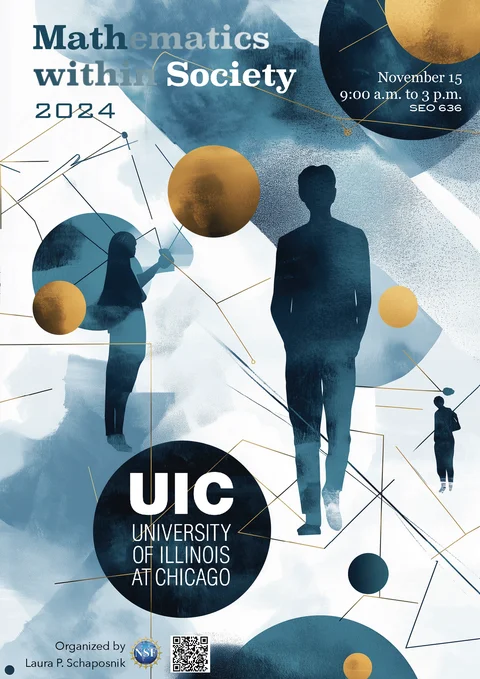 Mathematics
within Society
2024
November 15
9:00 a.m. to 3 p.m.
SEO 636
UIC
UNIVERSITY
OF ILLINOIS
AT CHICAGO
Organized by
Laura P. Schaposnik
NSF